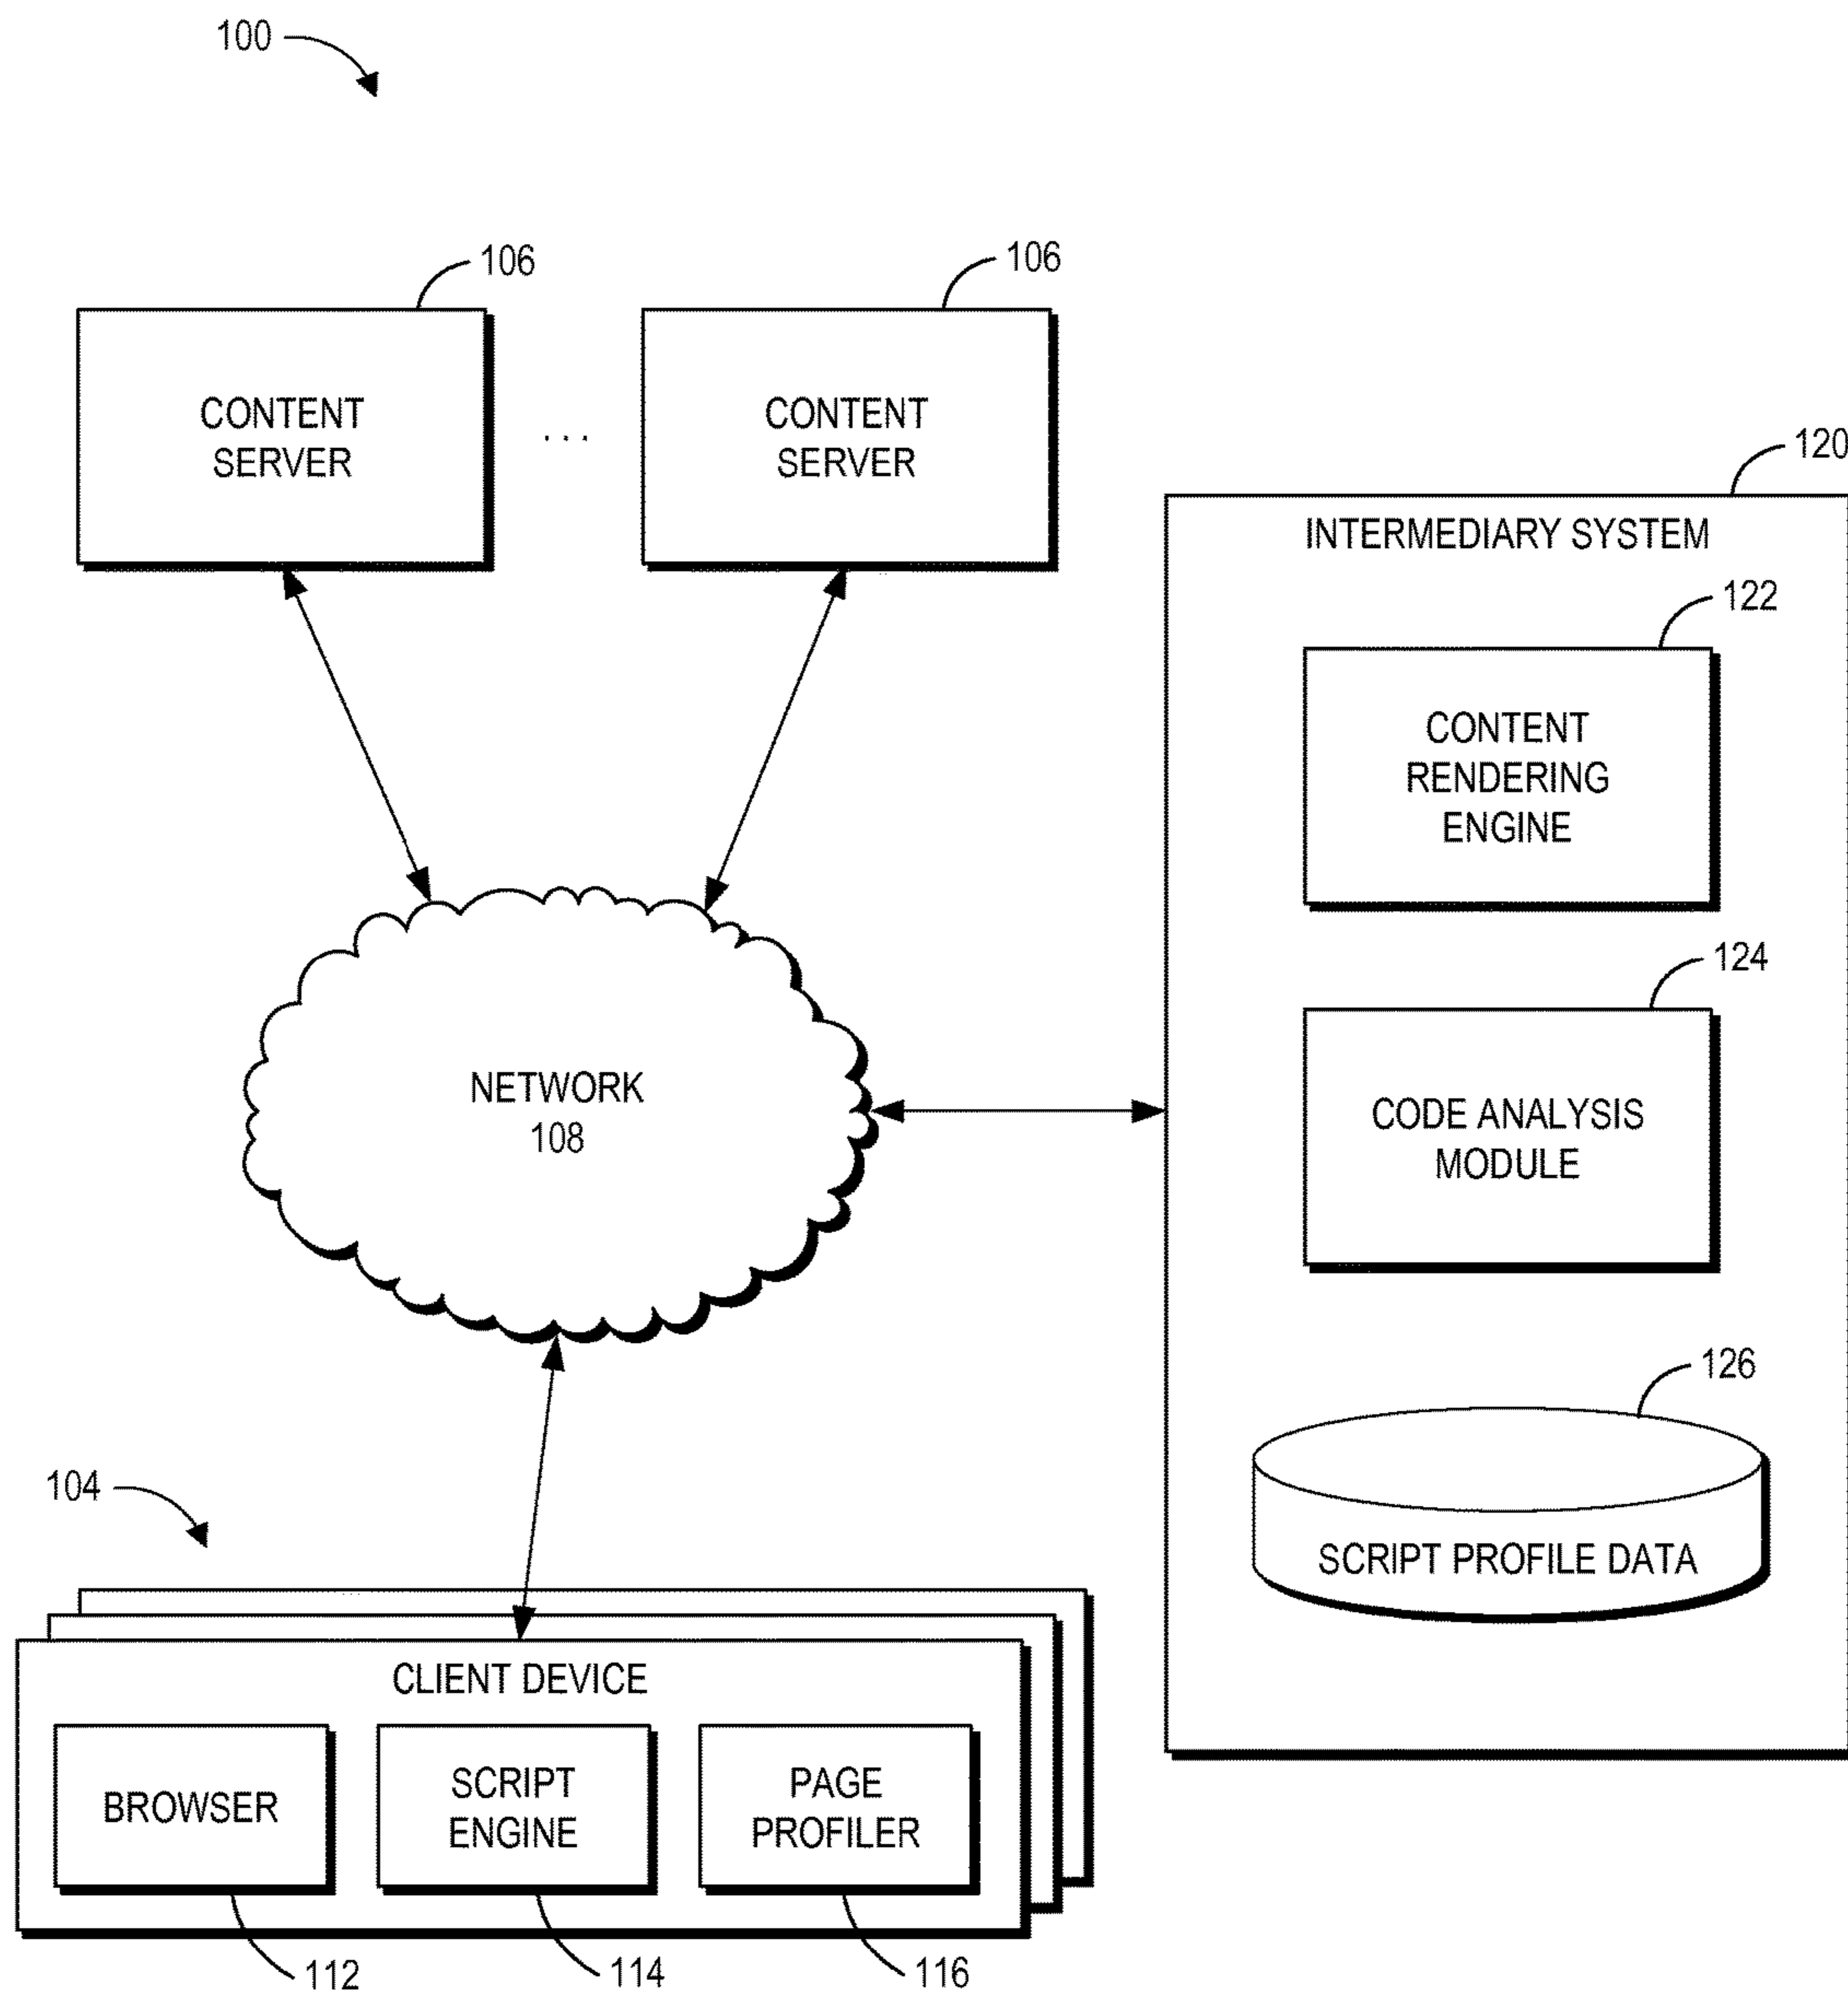 100
106
106
CONTENT
SERVER
. . .
CONTENT
SERVER
120
INTERMEDIARY SYSTEM
122
CONTENT
RENDERING
ENGINE
124
CODE ANALYSIS
MODULE
NETWORK
108
126
SCRIPT PROFILE DATA
104
CLIENT DEVICE
BROWSER
SCRIPT
ENGINE
PAGE
PROFILER
112
114
116